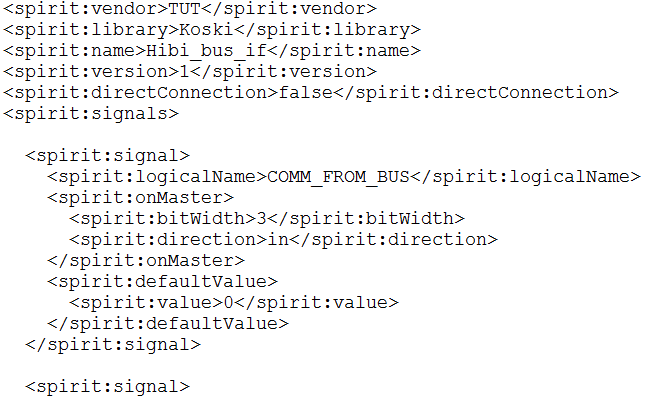 <spirit:vendor>TUT</spirit:vendor>
<spirit:library>Koski</spirit:library>
<spirit:name>Hibi_bus_if</spirit:name>
<spirit:version>1</spirit:version>
<spirit:directConnection>false</spirit:directConnection>
<spirit:signals>
<spirit:signal>
<spirit:logicalName>COMM_FROM_BUS</spirit:logicalName>
<spirit:onMaster>
<spirit:bitWidth>3</spirit:bitWidth>
<spirit:direction>in</spirit:direction>
</spirit:onMaster>
<spirit:defaultValue>
<spirit:value>0</spirit:value>
</spirit:defaultValue>
</spirit:signal>
<spirit:signal>